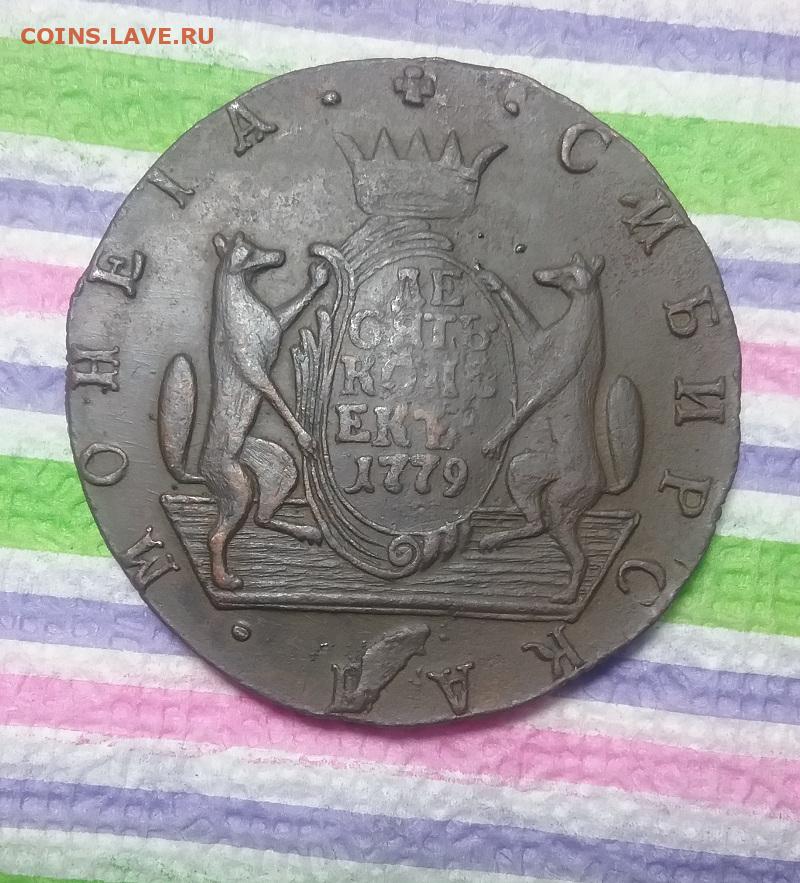 COINS.LAVE.RU
СИБИРСКАЯ МОНЕТА
ДЕ
СЯТЬ
КОПѢ
ЕКЪ
1779